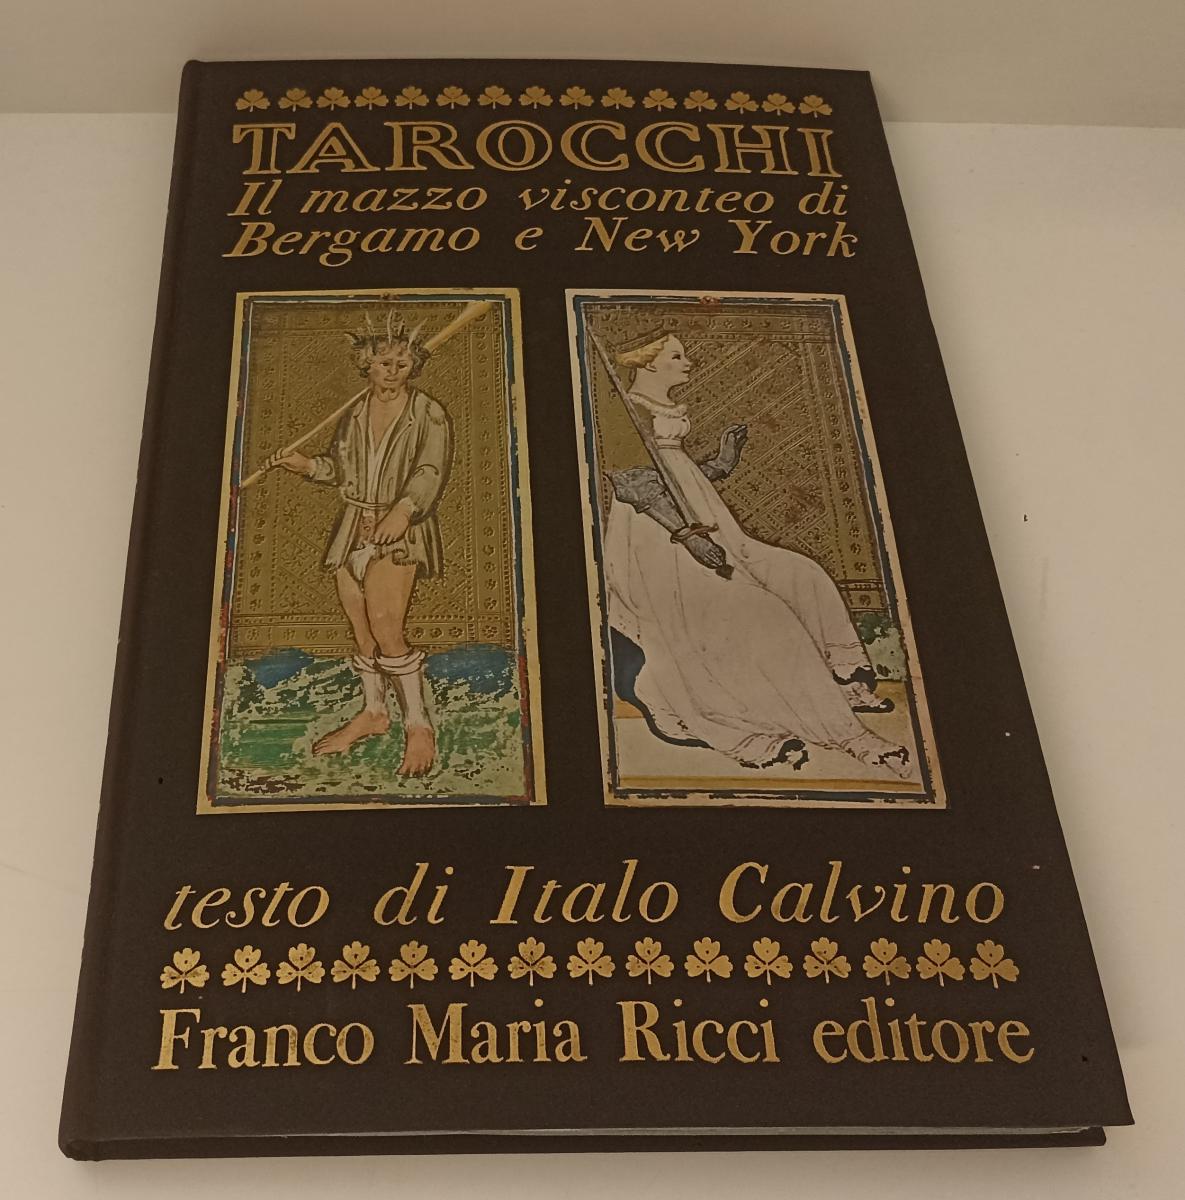 TAROCCHI
Il mazzo visconteo di
Bergamo e New York
testo di Italo Calvino
Franco Maria Ricci editore